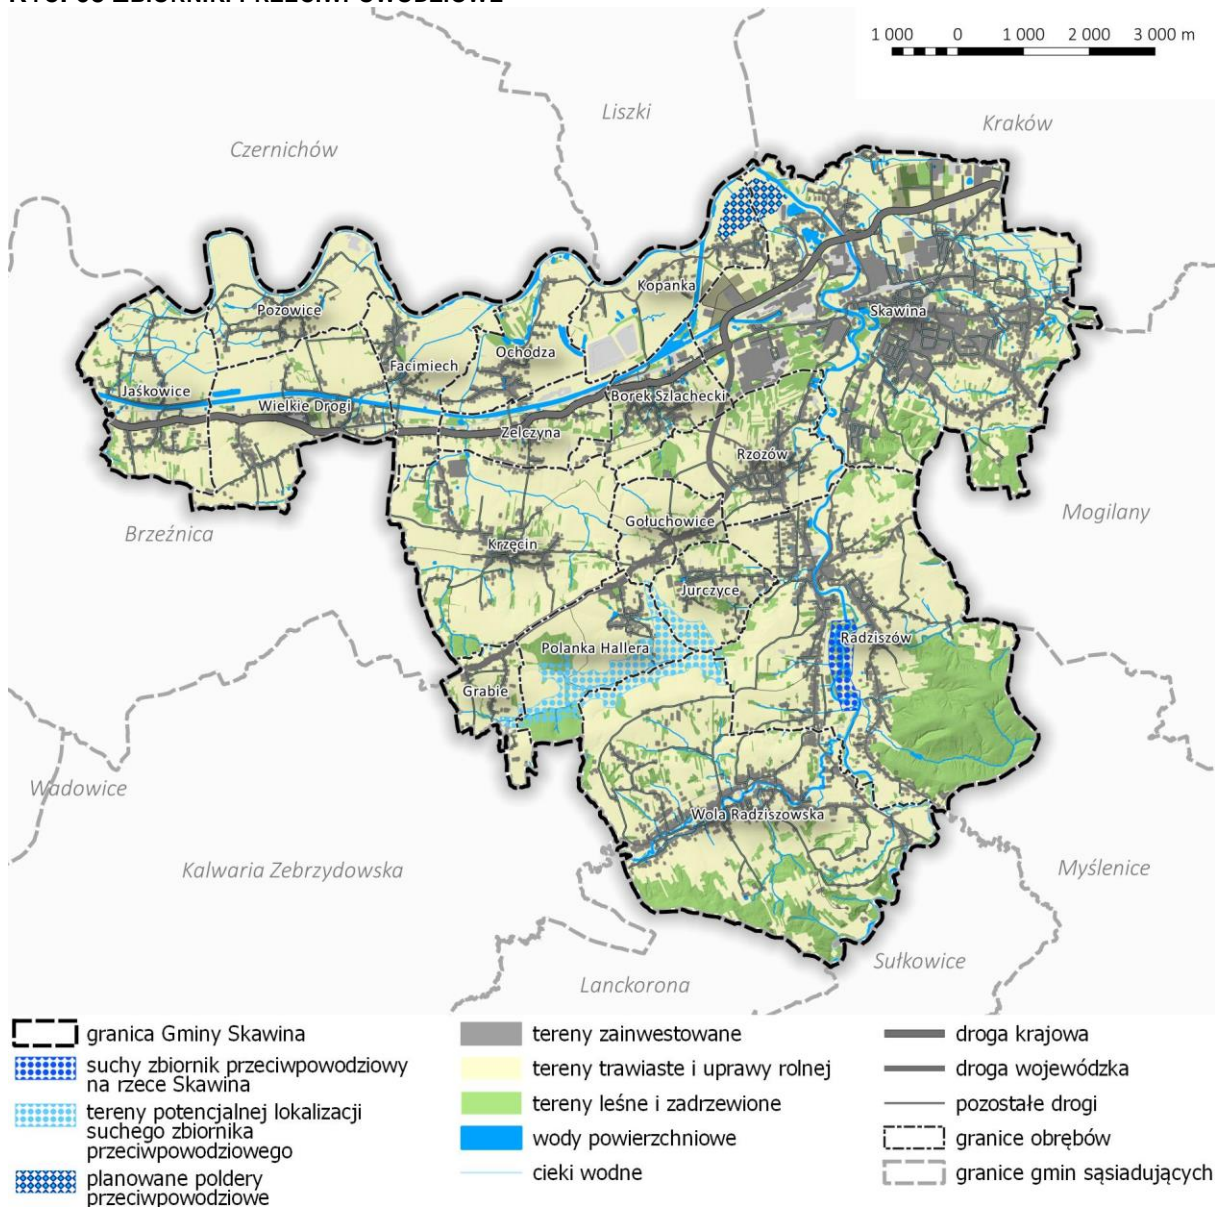 1 000 0 1 000 2 000 3 000 m
Liszki
Kraków
Czernichów
Kopanka
Pozowice
Skawina
Ochodza
Facimiech
Jaśkowice
Borek Szlachecki
Wielkie Drogi
Zelczyna
Rzozów
Mogilany
Gołuchowice
Brzeźnica
Krzęcin
Jurczyce
Radziszów
Polanka Hallera
Grabie
Wadowice
Wola Radziszowska
Kalwaria Zebrzydowska
Myślenice
Sułkowice
Lanckorona
granica Gminy Skawina
suchy zbiornik przeciwpowodziowy
na rzece Skawina
tereny potencjalnej lokalizacji
suchego zbiornika
przeciwpowodziowego
planowane poldery
przeciwpowodziowe
tereny zainwestowane
tereny trawiaste i uprawy rolnej
tereny leśne i zadrzewione
wody powierzchniowe
cieki wodne
droga krajowa
droga wojewódzka
pozostałe drogi
granice obrębów
granice gmin sąsiadujących